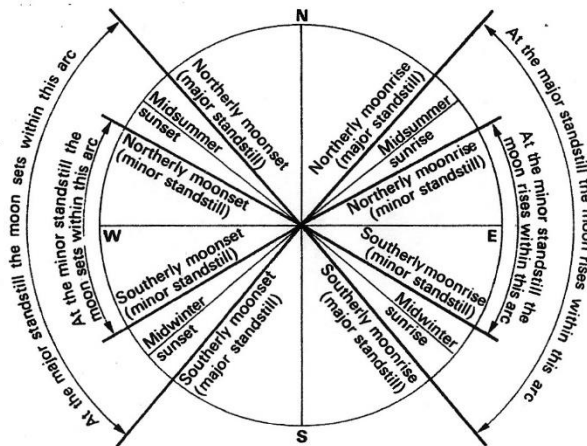 N
Northerly moonset
(major standstill)
Midsummer
sunset
Northerly moonset
(minor standstill)
W
Southerly moonset
(minor standstill)
Midwinter
sunset
Southerly moonset
(major standstill)
S
Northerly moonrise
(major standstill)
Midsummer
sunrise
Northerly moonrise
(minor standstill)
E
Southerly moonrise
(minor standstill)
Midwinter
sunrise
Southerly moonrise
(major standstill)
At the major standstill the moon sets within this arc
At the minor standstill the
moon sets within this arc
At the minor standstill the
moon rises within this arc
At the major standstill the moon rises within this arc